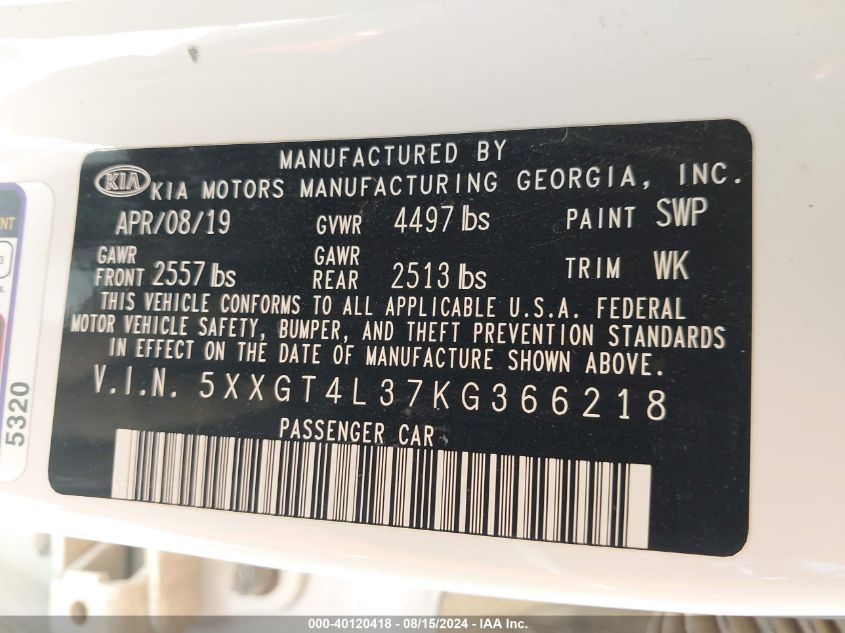 MANUFACTURED BY
KIA KIA MOTORS MANUFACTURING GEORGIA, INC.
APR/08/19 GVWR 4497 lbs PAINT SWP
GAWR FRONT 2557 lbs GAWR REAR 2513 lbs TRIM WK
THIS VEHICLE CONFORMS TO ALL APPLICABLE U.S.A. FEDERAL
MOTOR VEHICLE SAFETY, BUMPER, AND THEFT PREVENTION STANDARDS
IN EFFECT ON THE DATE OF MANUFACTURE SHOWN ABOVE.
V.I.N. 5XXGT4L37KG366218
PASSENGER CAR
5320
000-40120418 - 08/15/2024 - IAA Inc.